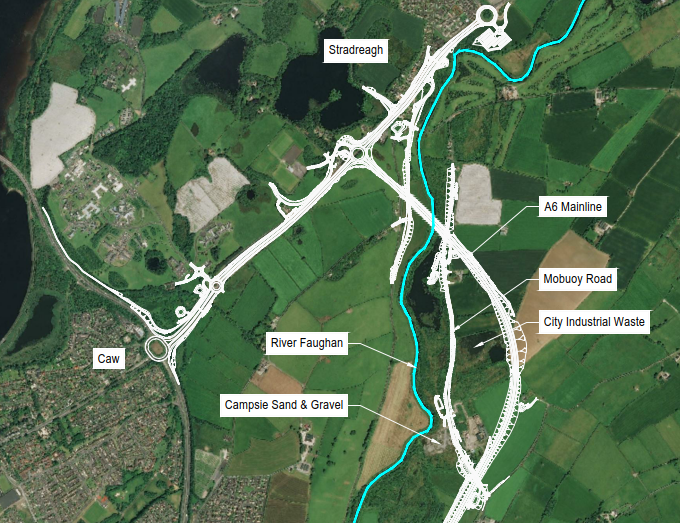 Stradreagh
A6 Mainline
Mobuoy Road
City Industrial Waste
River Faughan
Caw
Campsie Sand & Gravel